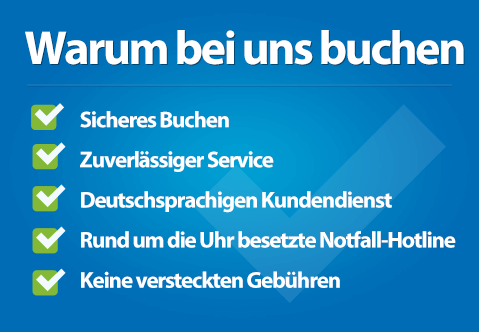 Warum bei uns buchen
Sicheres Buchen
Zuverlässiger Service
Deutschsprachigen Kundendienst
Rund um die Uhr besetzte Notfall-Hotline
Keine versteckten Gebühren